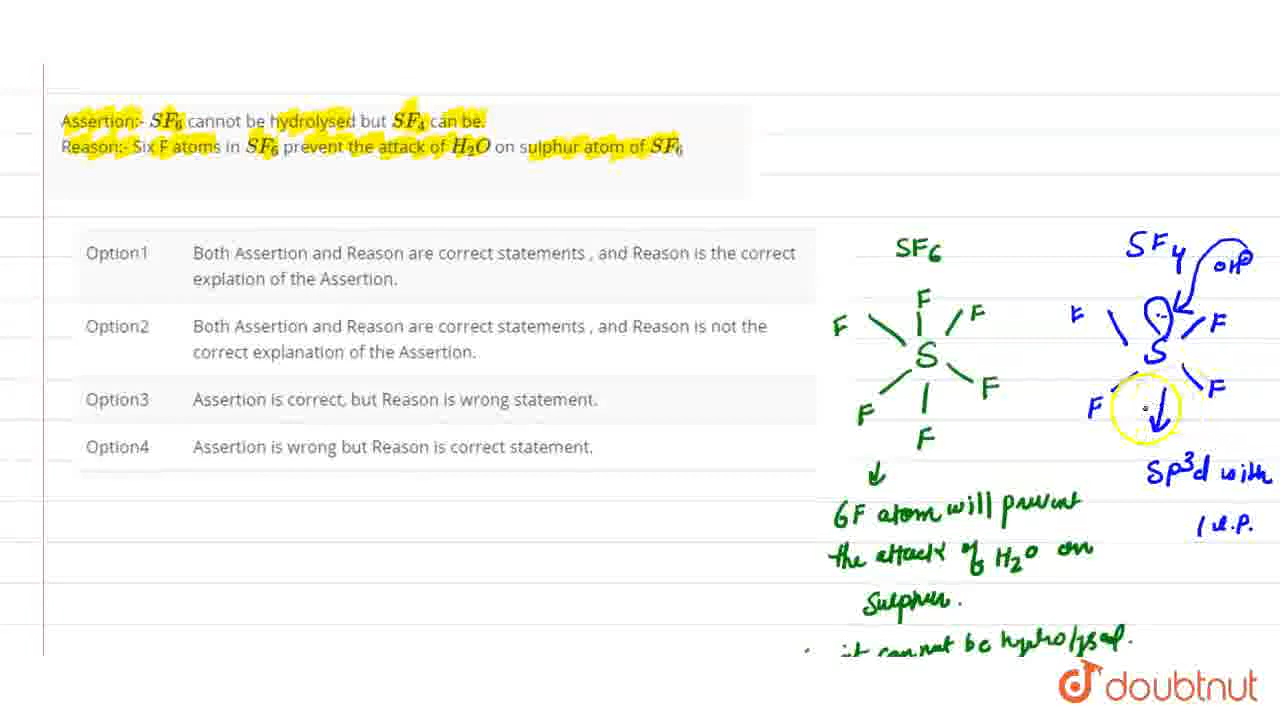 Assertion:- SF6 cannot be hydrolysed but SF4 can be.
Reason:- Six F atoms in SF6 prevent the attack of H2O on sulphur atom of SF6
Option1 Both Assertion and Reason are correct statements , and Reason is the correct
explation of the Assertion.
Option2 Both Assertion and Reason are correct statements , and Reason is not the
correct explanation of the Assertion.
Option3 Assertion is correct, but Reason is wrong statement.
Option4 Assertion is wrong but Reason is correct statement.
SF6
F
F F
S
F F
F
6F atom will prevent
the attack of H2O on
Sulphur.
it cannot be hydrolysed.
SF4
OH⊖
F F
S
F F
Sp3d with
1 l.p.
doubtnut